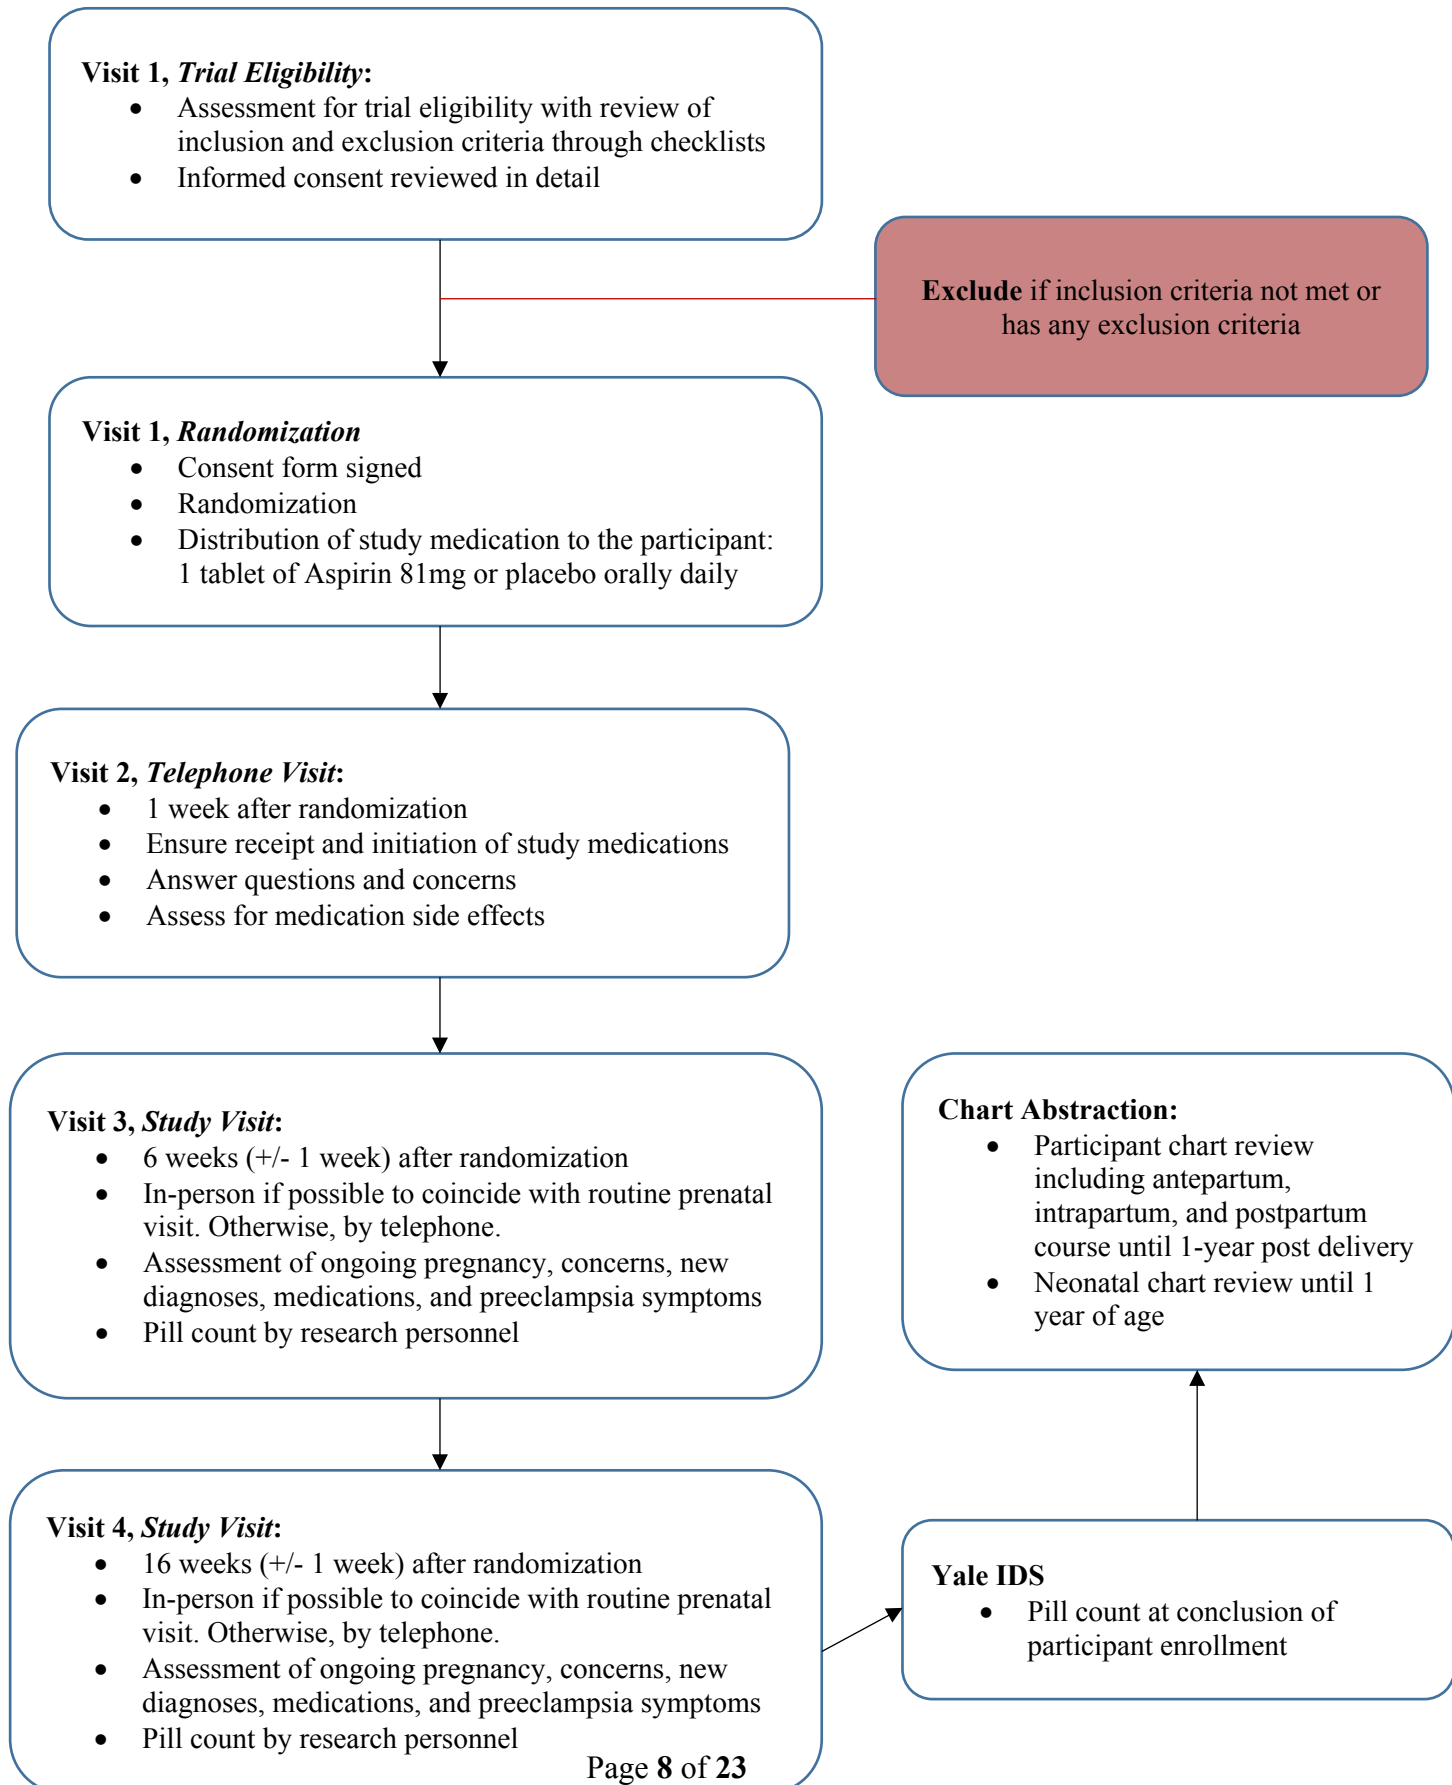 Visit 1, Trial Eligibility:
• Assessment for trial eligibility with review of
inclusion and exclusion criteria through checklists
• Informed consent reviewed in detail
Exclude if inclusion criteria not met or
has any exclusion criteria
Visit 1, Randomization
• Consent form signed
• Randomization
• Distribution of study medication to the participant:
1 tablet of Aspirin 81mg or placebo orally daily
Visit 2, Telephone Visit:
• 1 week after randomization
• Ensure receipt and initiation of study medications
• Answer questions and concerns
• Assess for medication side effects
Visit 3, Study Visit:
• 6 weeks (+/- 1 week) after randomization
• In-person if possible to coincide with routine prenatal
visit. Otherwise, by telephone.
• Assessment of ongoing pregnancy, concerns, new
diagnoses, medications, and preeclampsia symptoms
• Pill count by research personnel
Visit 4, Study Visit:
• 16 weeks (+/- 1 week) after randomization
• In-person if possible to coincide with routine prenatal
visit. Otherwise, by telephone.
• Assessment of ongoing pregnancy, concerns, new
diagnoses, medications, and preeclampsia symptoms
• Pill count by research personnel
Yale IDS
• Pill count at conclusion of
participant enrollment
Chart Abstraction:
• Participant chart review
including antepartum,
intrapartum, and postpartum
course until 1-year post delivery
• Neonatal chart review until 1
year of age
Page 8 of 23